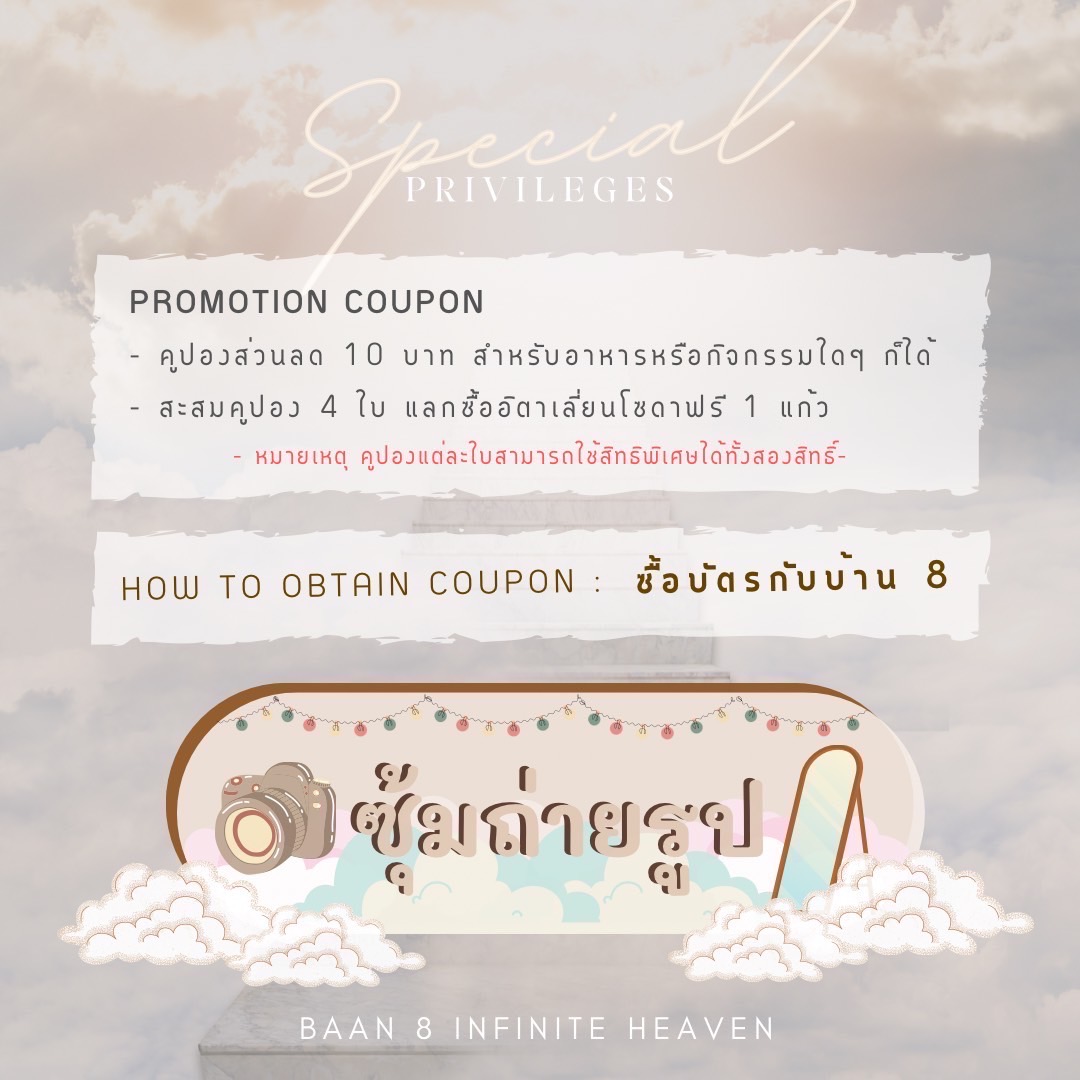 Special
PRIVILEGES
PROMOTION COUPON
- คูปองส่วนลด 10 บาท สำหรับอาหารหรือกิจกรรมใดๆ ก็ได้
- สะสมคูปอง 4 ใบ แลกซื้ออิตาเลี่ยนโซดาฟรี 1 แก้ว
- หมายเหตุ คูปองแต่ละใบสามารถใช้สิทธิพิเศษได้ทั้งสองสิทธิ์-
HOW TO OBTAIN COUPON : ซื้อบัตรกับบ้าน 8
ซุ้มถ่ายรูป
BAAN 8 INFINITE HEAVEN